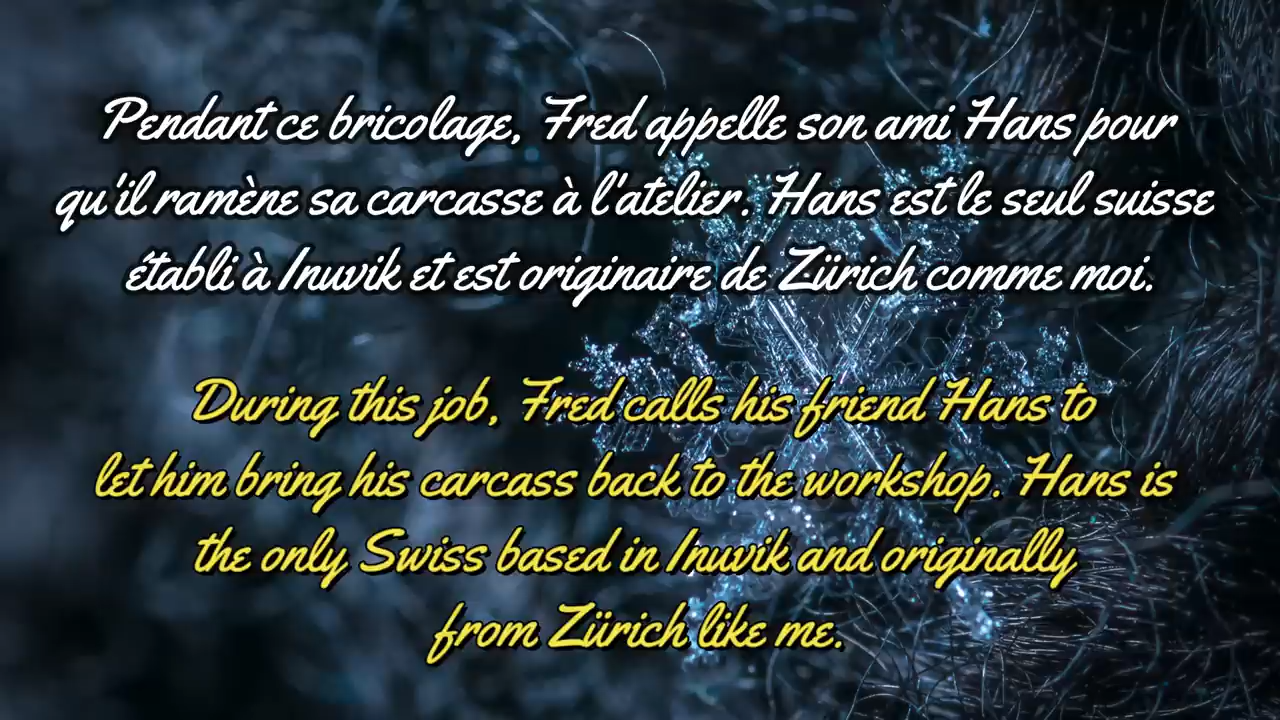 Pendant ce bricolage, Fred appelle son ami Hans pour
qu'il ramène sa carcasse à l'atelier. Hans est le seul suisse
établi à Inuvik et est originaire de Zürich comme moi.
During this job, Fred calls his friend Hans to
let him bring his carcass back to the workshop. Hans is
the only Swiss based in Inuvik and originally
from Zürich like me.